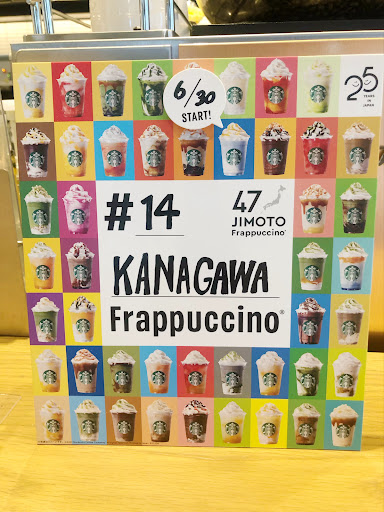 6/30
START!
25
YEARS
IN
JAPAN
#14
47
JIMOTO
Frappuccino®
KANAGAWA
Frappuccino®